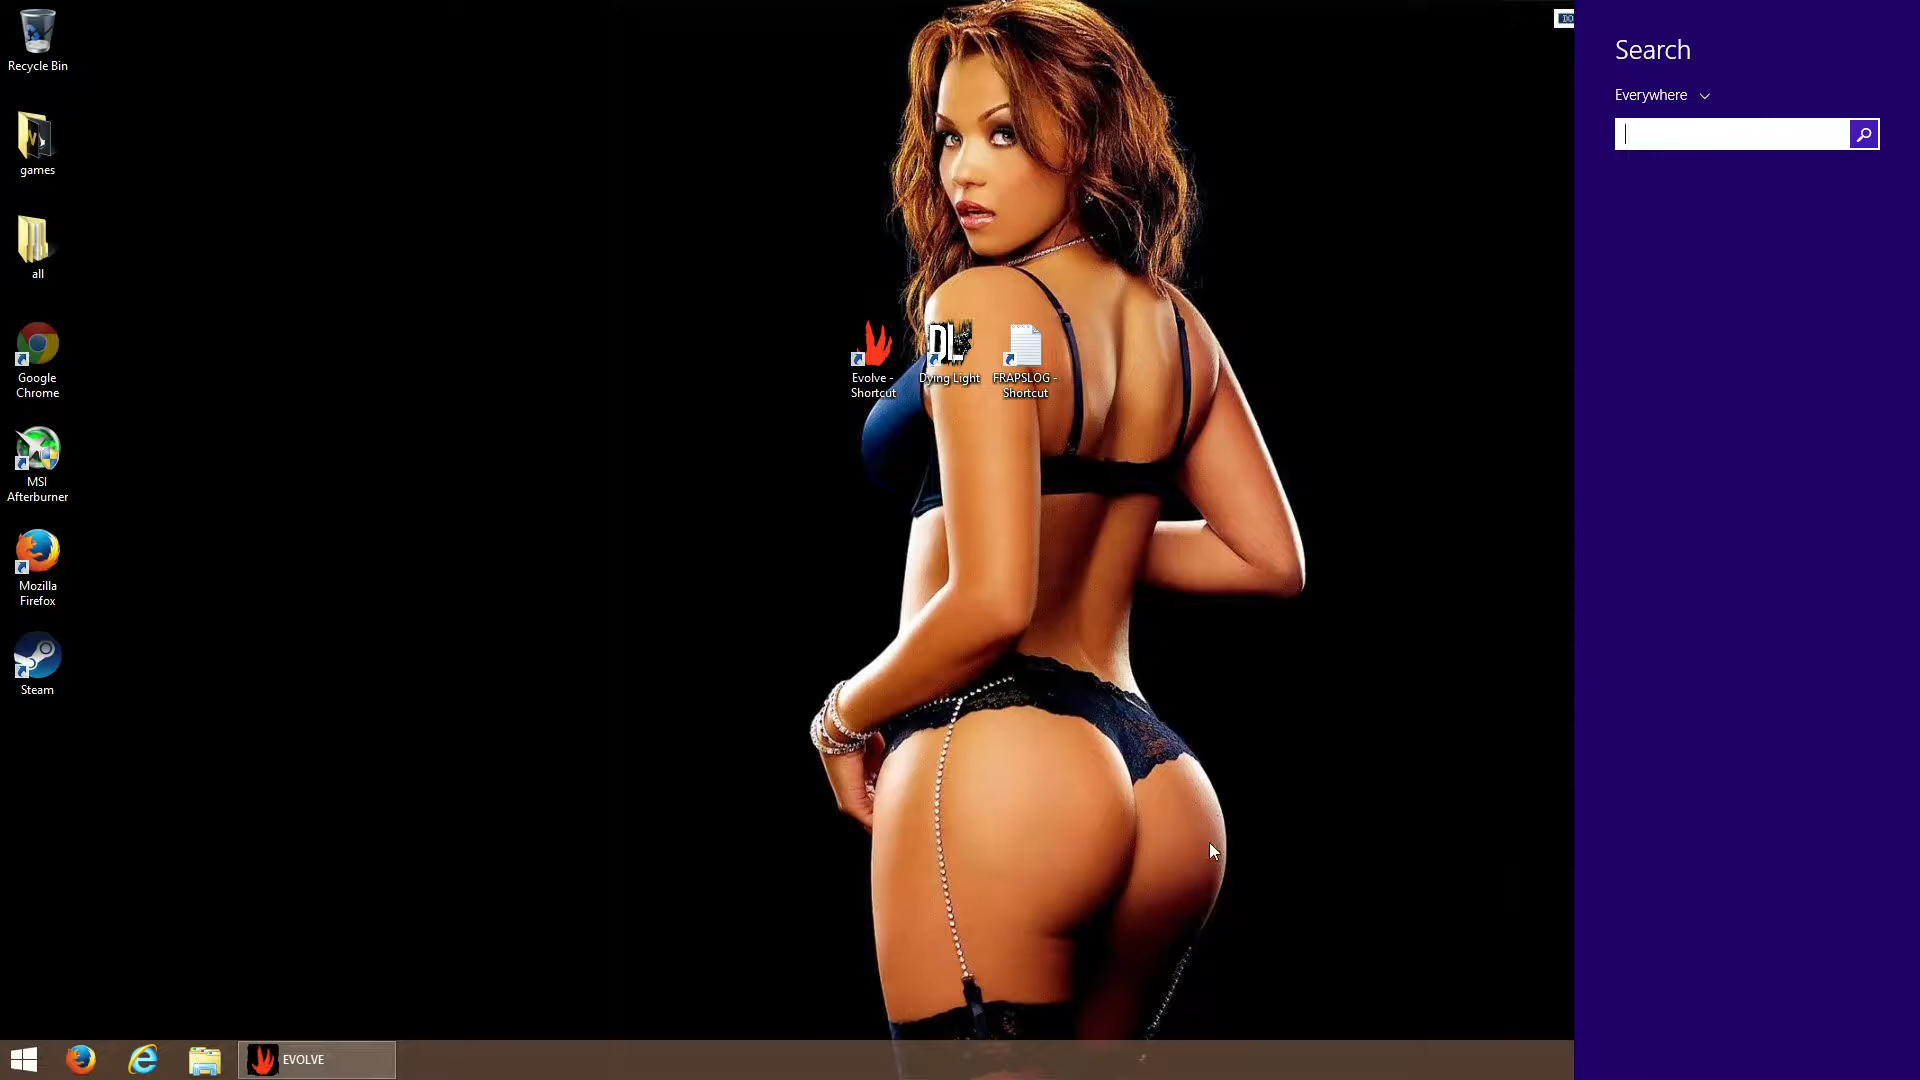 Recycle Bin
games
all
Google
Chrome
MSI
Afterburner
Mozilla
Firefox
Steam
Evolve -
Shortcut
DL
Dying Light
FRAPSLOG -
Shortcut
Search
Everywhere
EVOLVE